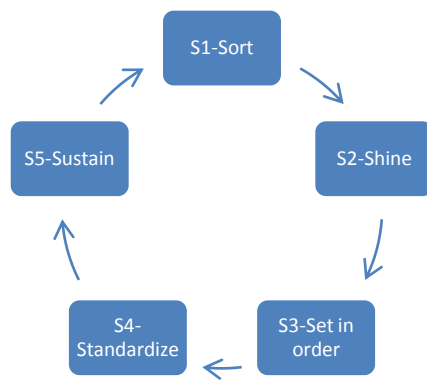 S1-Sort
S2-Shine
S3-Set in
order
S4-
Standardize
S5-Sustain